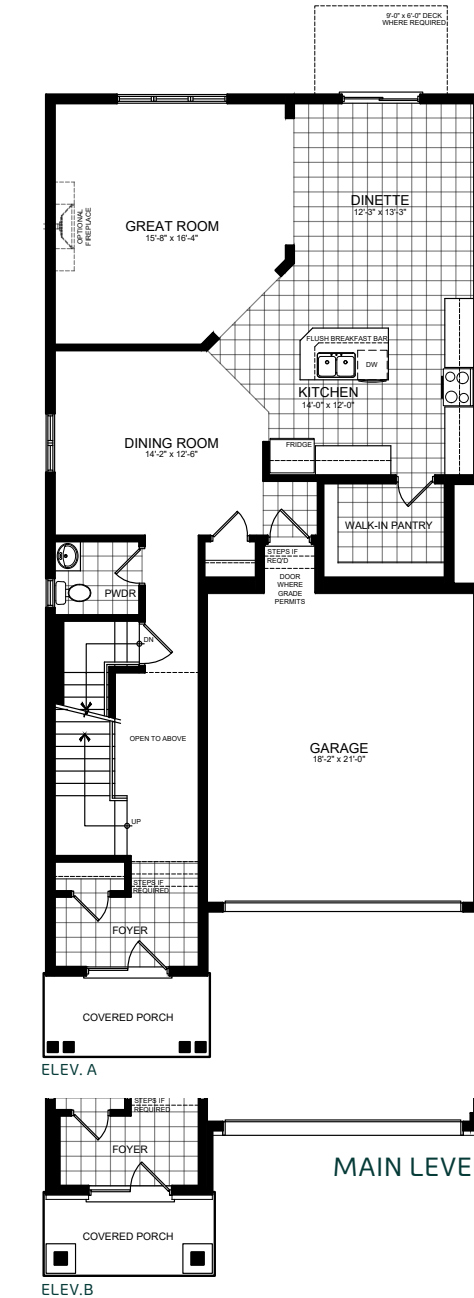 9'-0" x 6'-0" DECK
WHERE REQUIRED
DINETTE
12'-3" x 13'-3"
GREAT ROOM
15'-8" x 16'-4"
OPTIONAL
FIREPLACE
FLUSH BREAKFAST BAR
DW
KITCHEN
14'-0" x 12'-0"
DINING ROOM
14'-2" x 12'-6"
FRIDGE
WALK-IN PANTRY
STEPS IF
REQ'D
DOOR
WHERE
GRADE
PERMITS
PWDR
DN
OPEN TO ABOVE
GARAGE
18'-2" x 21'-0"
UP
STEPS IF
REQUIRED
FOYER
COVERED PORCH
ELEV. A
STEPS IF
REQUIRED
FOYER
MAIN LEVE
COVERED PORCH
ELEV.B